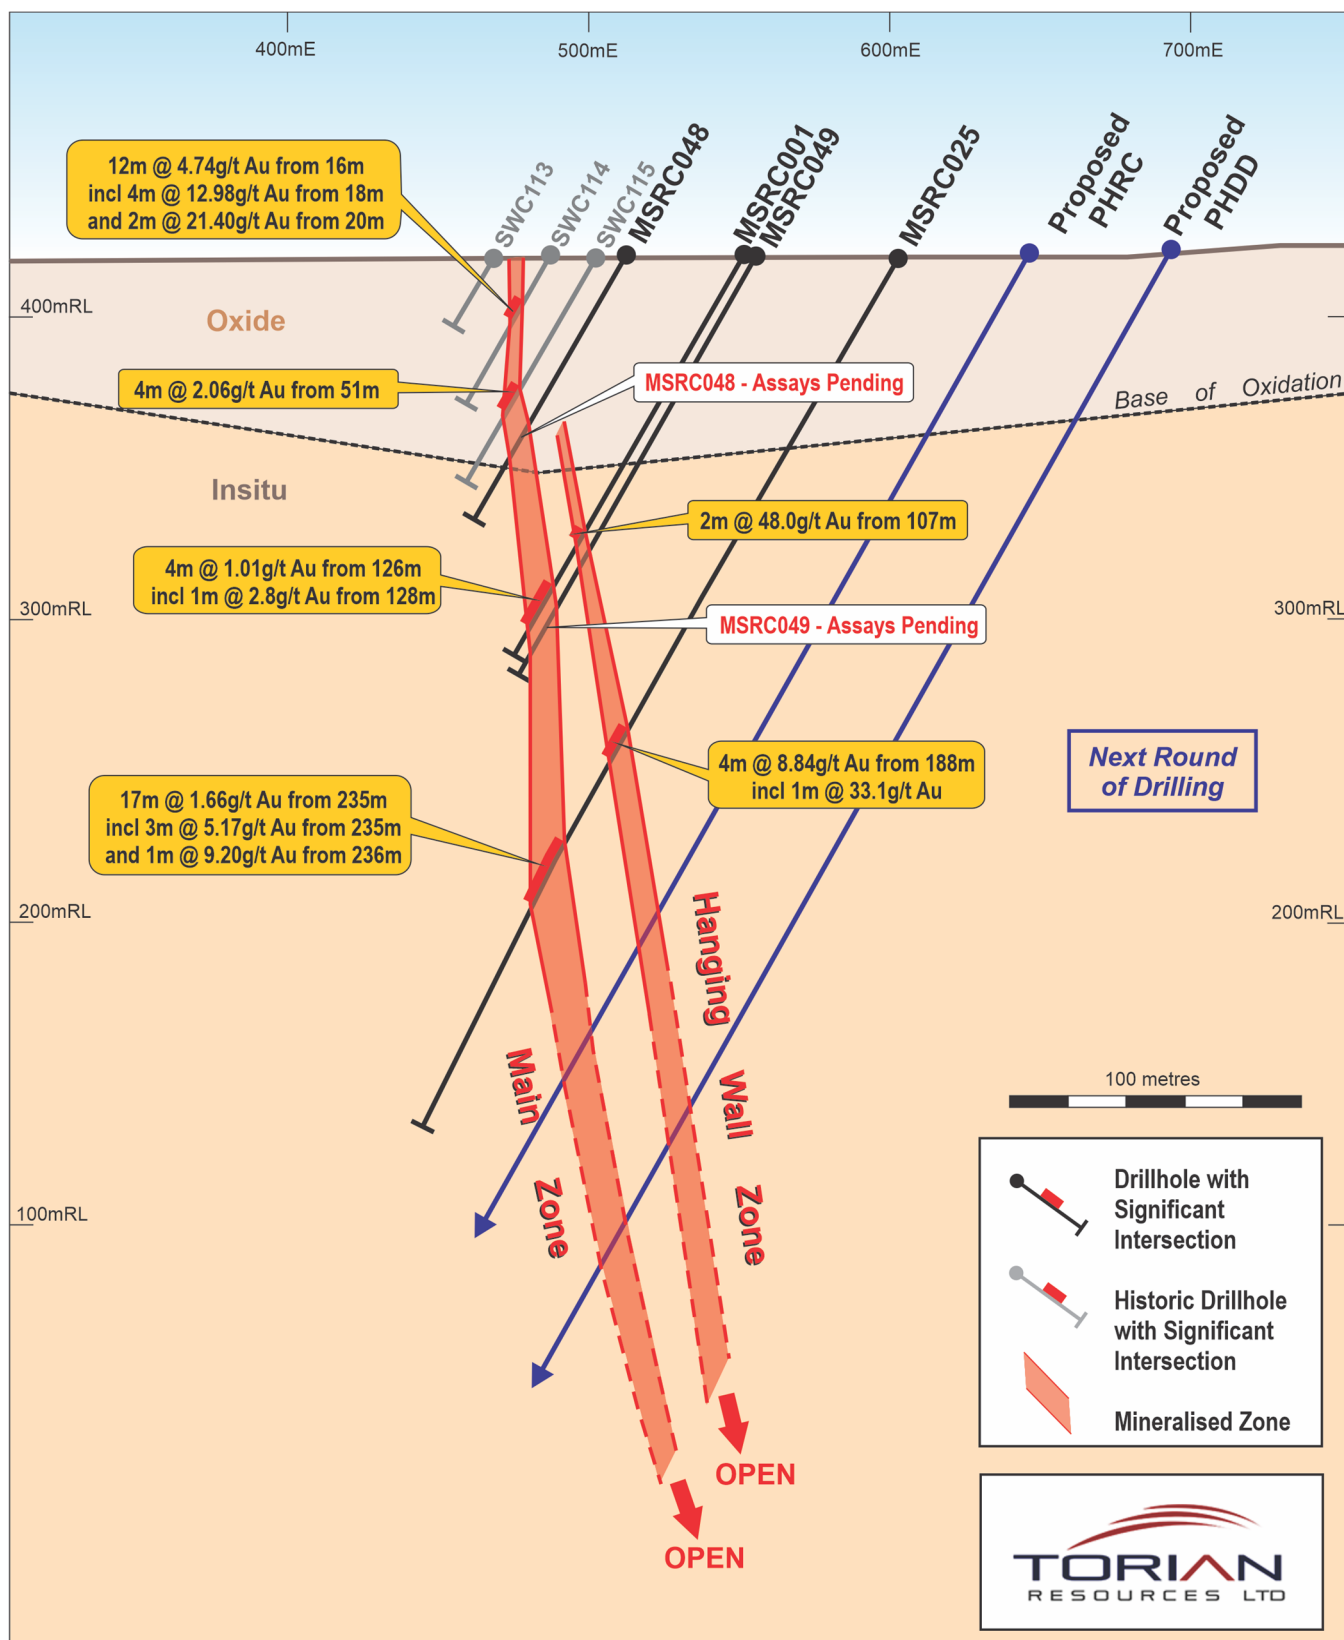 400mE
500mE
600mE
700mE
12m @ 4.74g/t Au from 16m
incl 4m @ 12.98g/t Au from 18m
and 2m @ 21.40g/t Au from 20m
SWC113
SWC114
SWC115
MSRC048
MSRC001
MSRC049
MSRC025
Proposed
PHRC
Proposed
PHDD
400mRL
Oxide
4m @ 2.06g/t Au from 51m
MSRC048 - Assays Pending
Base of Oxidation
Insitu
2m @ 48.0g/t Au from 107m
4m @ 1.01g/t Au from 126m
incl 1m @ 2.8g/t Au from 128m
300mRL
300mRL
MSRC049 - Assays Pending
4m @ 8.84g/t Au from 188m
incl 1m @ 33.1g/t Au
Next Round
of Drilling
17m @ 1.66g/t Au from 235m
incl 3m @ 5.17g/t Au from 235m
and 1m @ 9.20g/t Au from 236m
200mRL
200mRL
Hanging Wall Zone
Main Zone
100mRL
100 metres
Drillhole with
Significant
Intersection
Historic Drillhole
with Significant
Intersection
Mineralised Zone
OPEN
OPEN
TORIAN
RESOURCES LTD